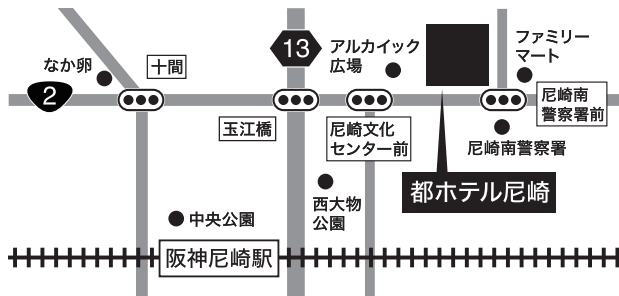 なか卵
十間
13
アルカイック
広場
ファミリー
マート
2
尼崎南
警察署前
玉江橋
尼崎文化
センター前
尼崎南警察署
都ホテル尼崎
西大物
公園
中央公園
阪神尼崎駅